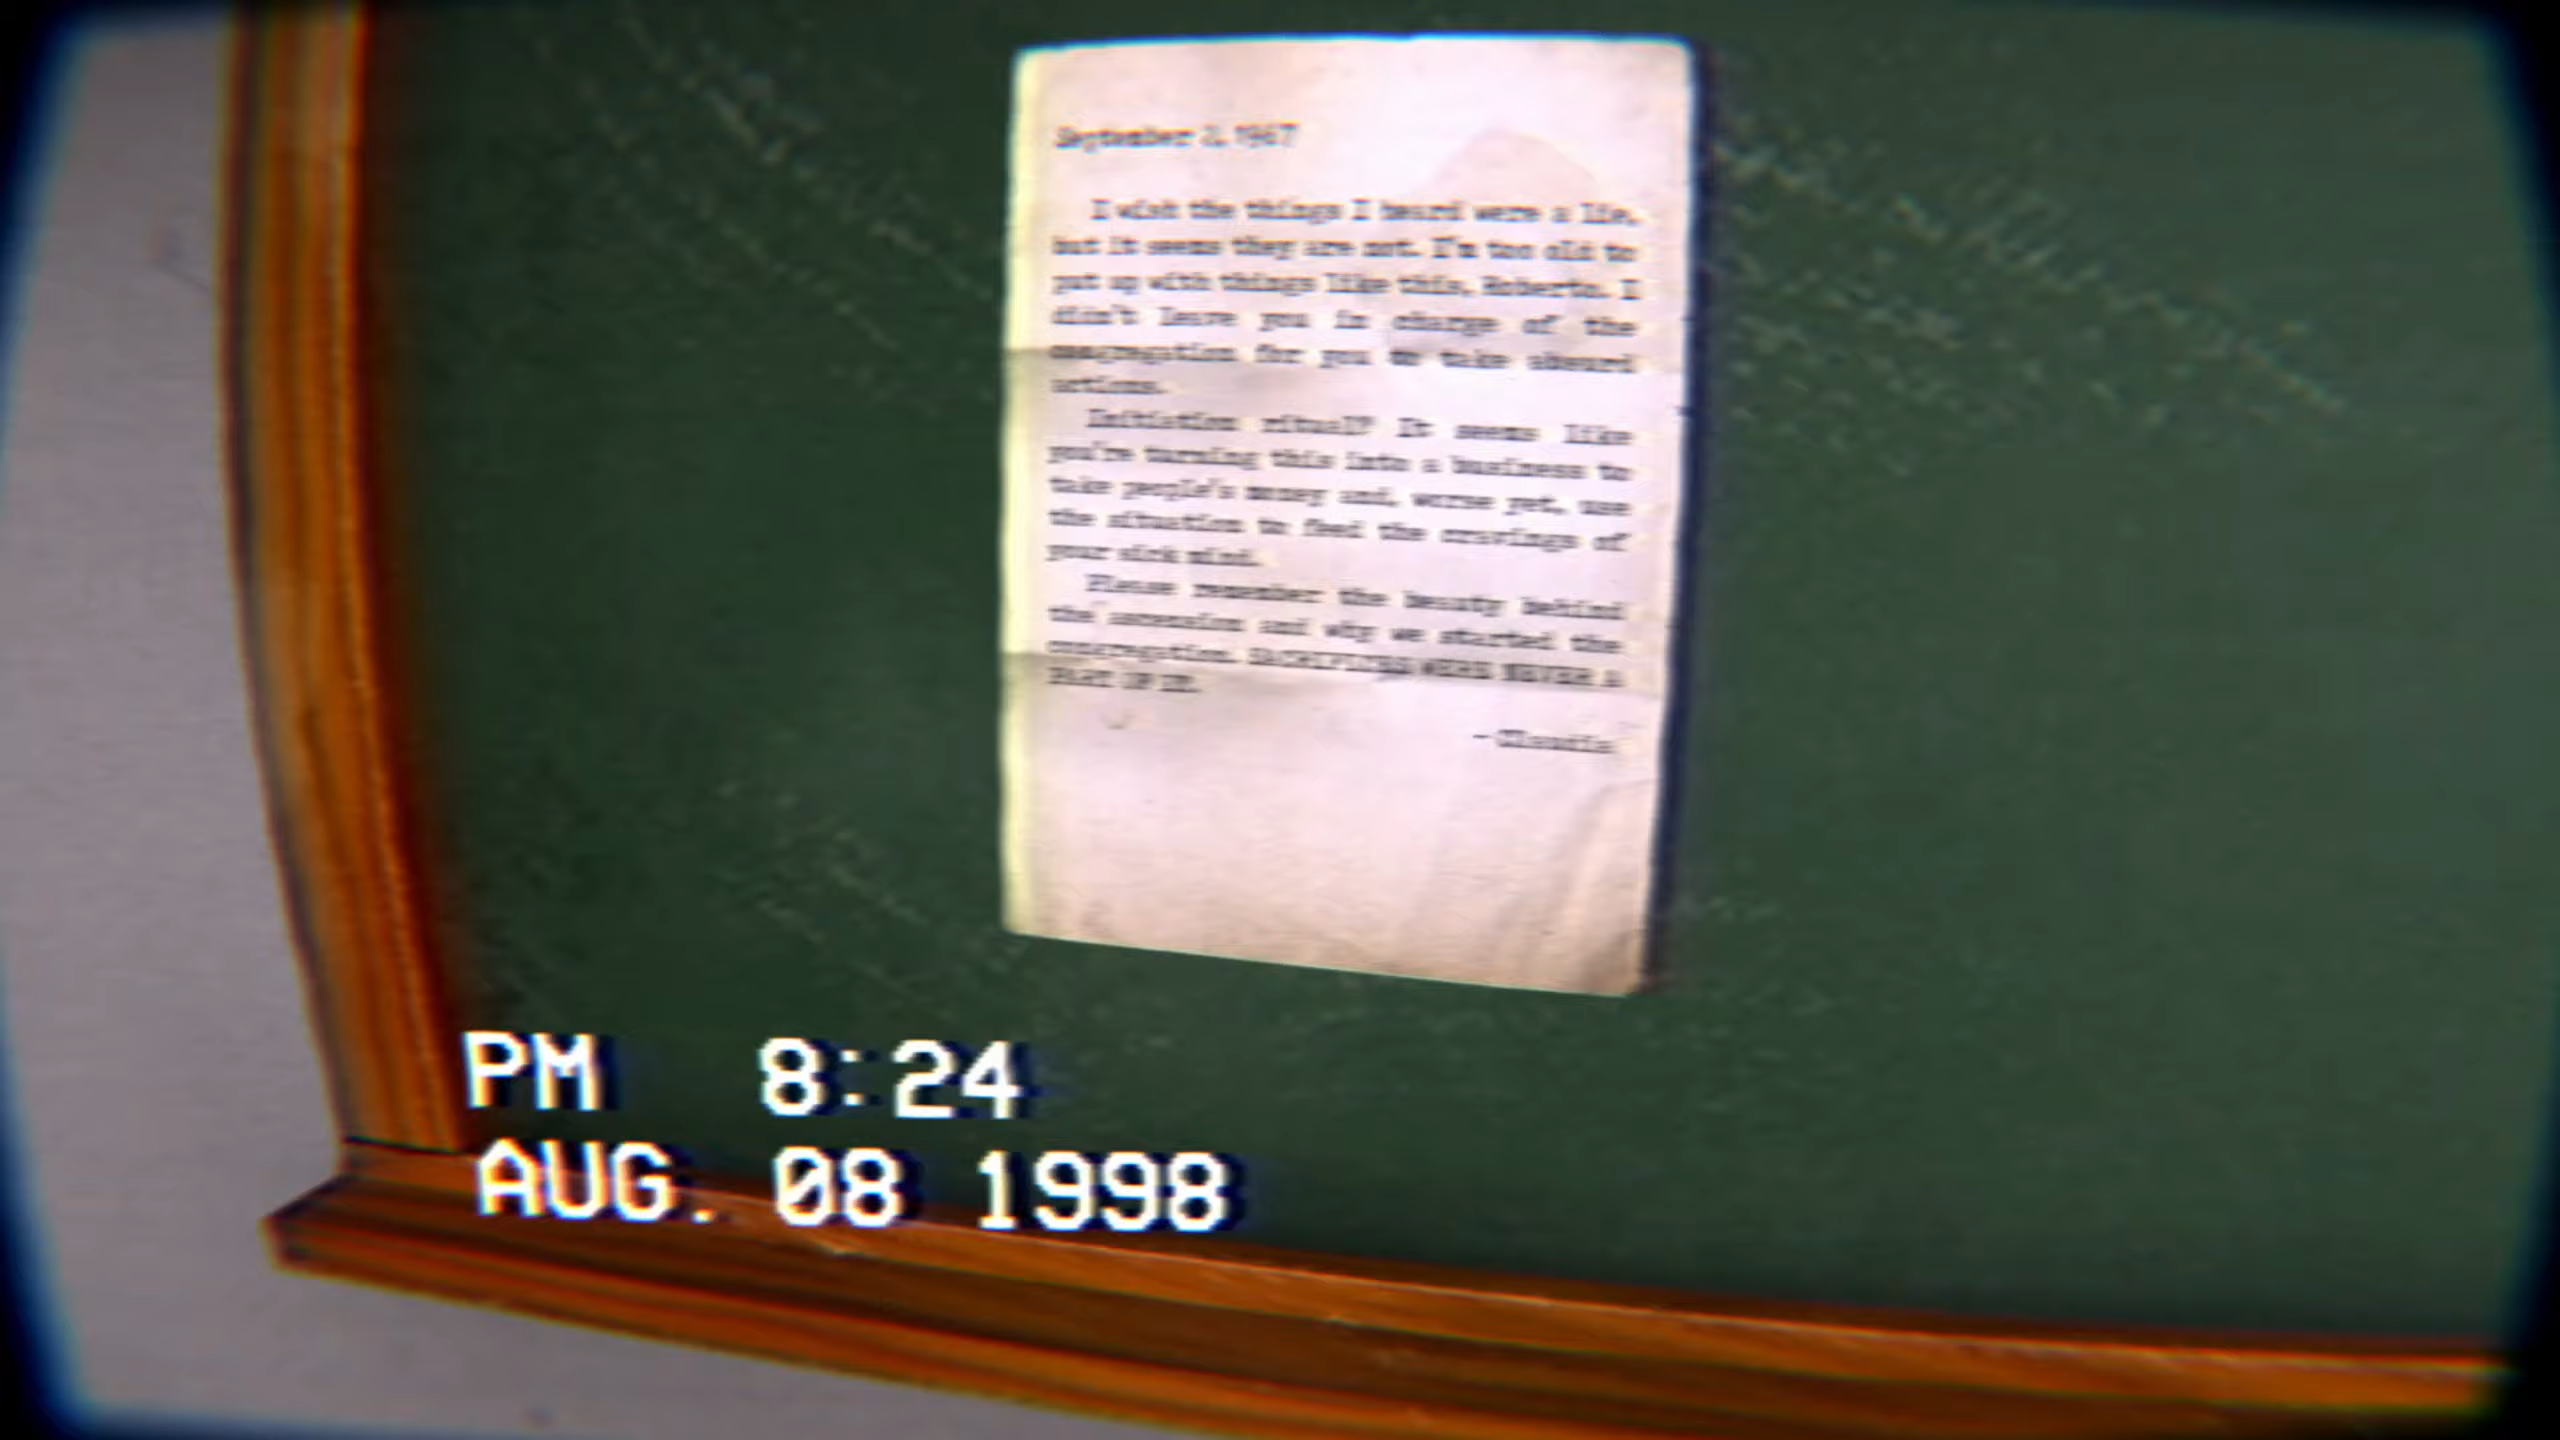 September 2, 1967
I wish the things I heard were a lie,
but it seems they are not. I'm too old to
put up with things like this, Roberto. I
didn't leave you in charge of the
congregation for you to take absurd
actions.
Initiation ritual? It seems like
you're turning this into a business to
take people's money and, worse yet, use
the situation to feed the cravings of
your sick mind.
Please remember the beauty behind
the ascension and why we started the
congregation. SACRIFICES WERE NEVER A
PART OF IT.
- Claudia
PM 8:24
AUG. 08 1998